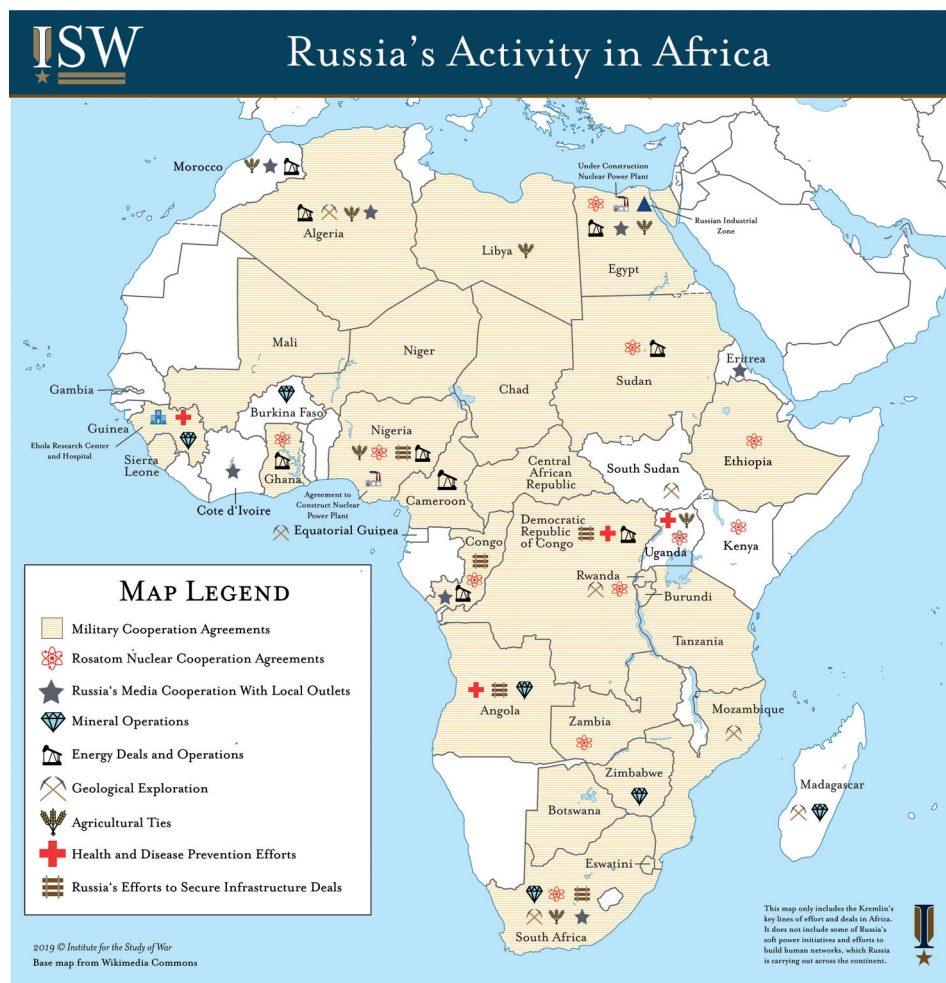 ISW
Russia's Activity in Africa
Morocco
Under Construction
Nuclear Power Plant
Russian Industrial
Zone
Algeria
Libya
Egypt
Mali
Niger
Chad
Sudan
Eritrea
Gambia
Burkina Faso
Guinea
Ebola Research Center
and Hospital
Sierra
Leone
Nigeria
Ghana
Cote d'Ivoire
Agreement to
Construct Nuclear
Power Plant
Cameroon
Central
African
Republic
South Sudan
Ethiopia
Equatorial Guinea
Congo
Democratic
Republic
of Congo
Uganda
Kenya
Rwanda
Burundi
Tanzania
Angola
Zambia
Mozambique
Zimbabwe
Madagascar
Botswana
Eswatini
South Africa
Map Legend
Military Cooperation Agreements
Rosatom Nuclear Cooperation Agreements
Russia's Media Cooperation With Local Outlets
Mineral Operations
Energy Deals and Operations
Geological Exploration
Agricultural Ties
Health and Disease Prevention Efforts
Russia's Efforts to Secure Infrastructure Deals
2019 © Institute for the Study of War
Base map from Wikimedia Commons
This map only includes the Kremlin's
key lines of effort and deals in Africa.
It does not include some of Russia's
soft power initiatives and efforts to
build human networks, which Russia
is carrying out across the continent.
I